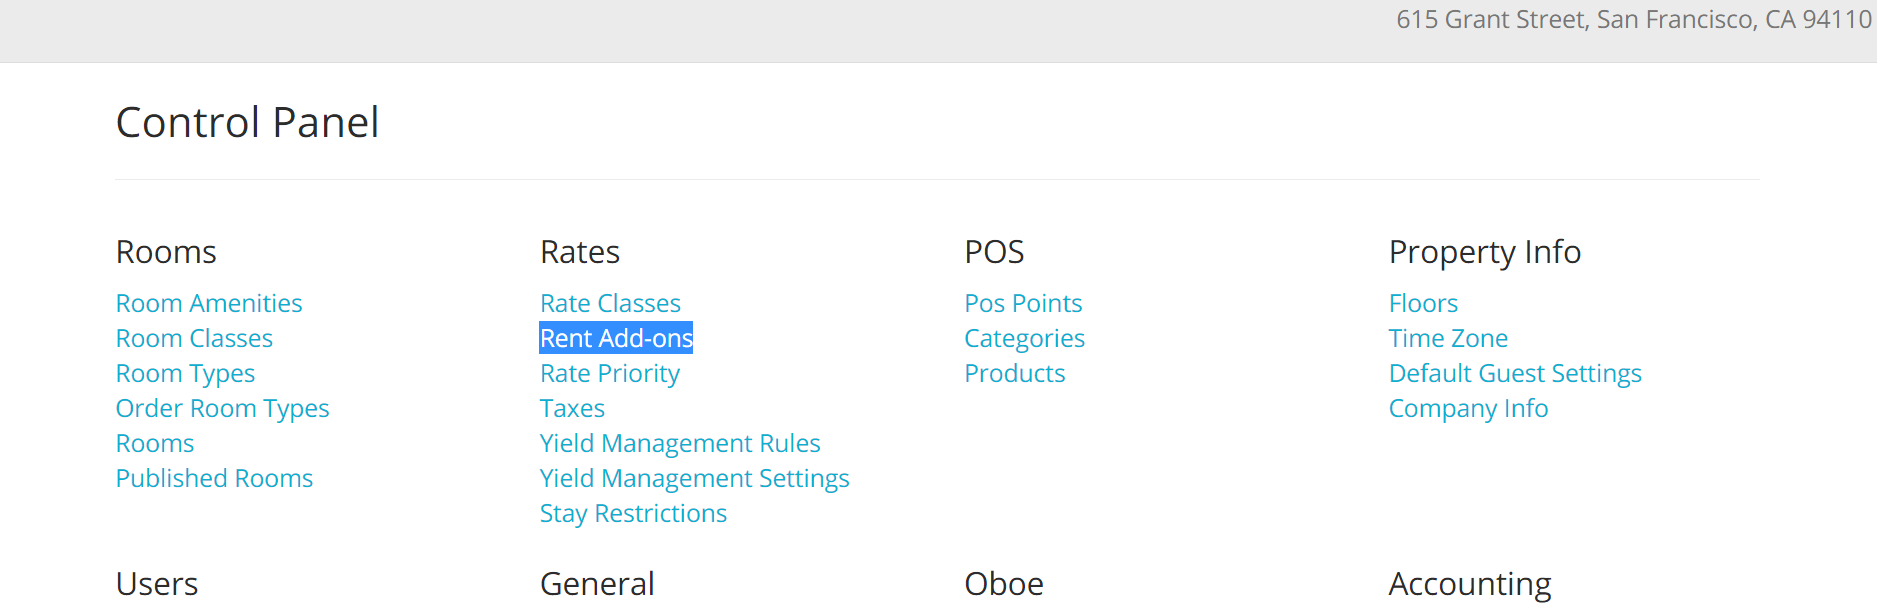 615 Grant Street, San Francisco, CA 94110
Control Panel
Rooms
Room Amenities
Room Classes
Room Types
Order Room Types
Rooms
Published Rooms
Rates
Rate Classes
Rent Add-ons
Rate Priority
Taxes
Yield Management Rules
Yield Management Settings
Stay Restrictions
POS
Pos Points
Categories
Products
Property Info
Floors
Time Zone
Default Guest Settings
Company Info
Users
General
Oboe
Accounting